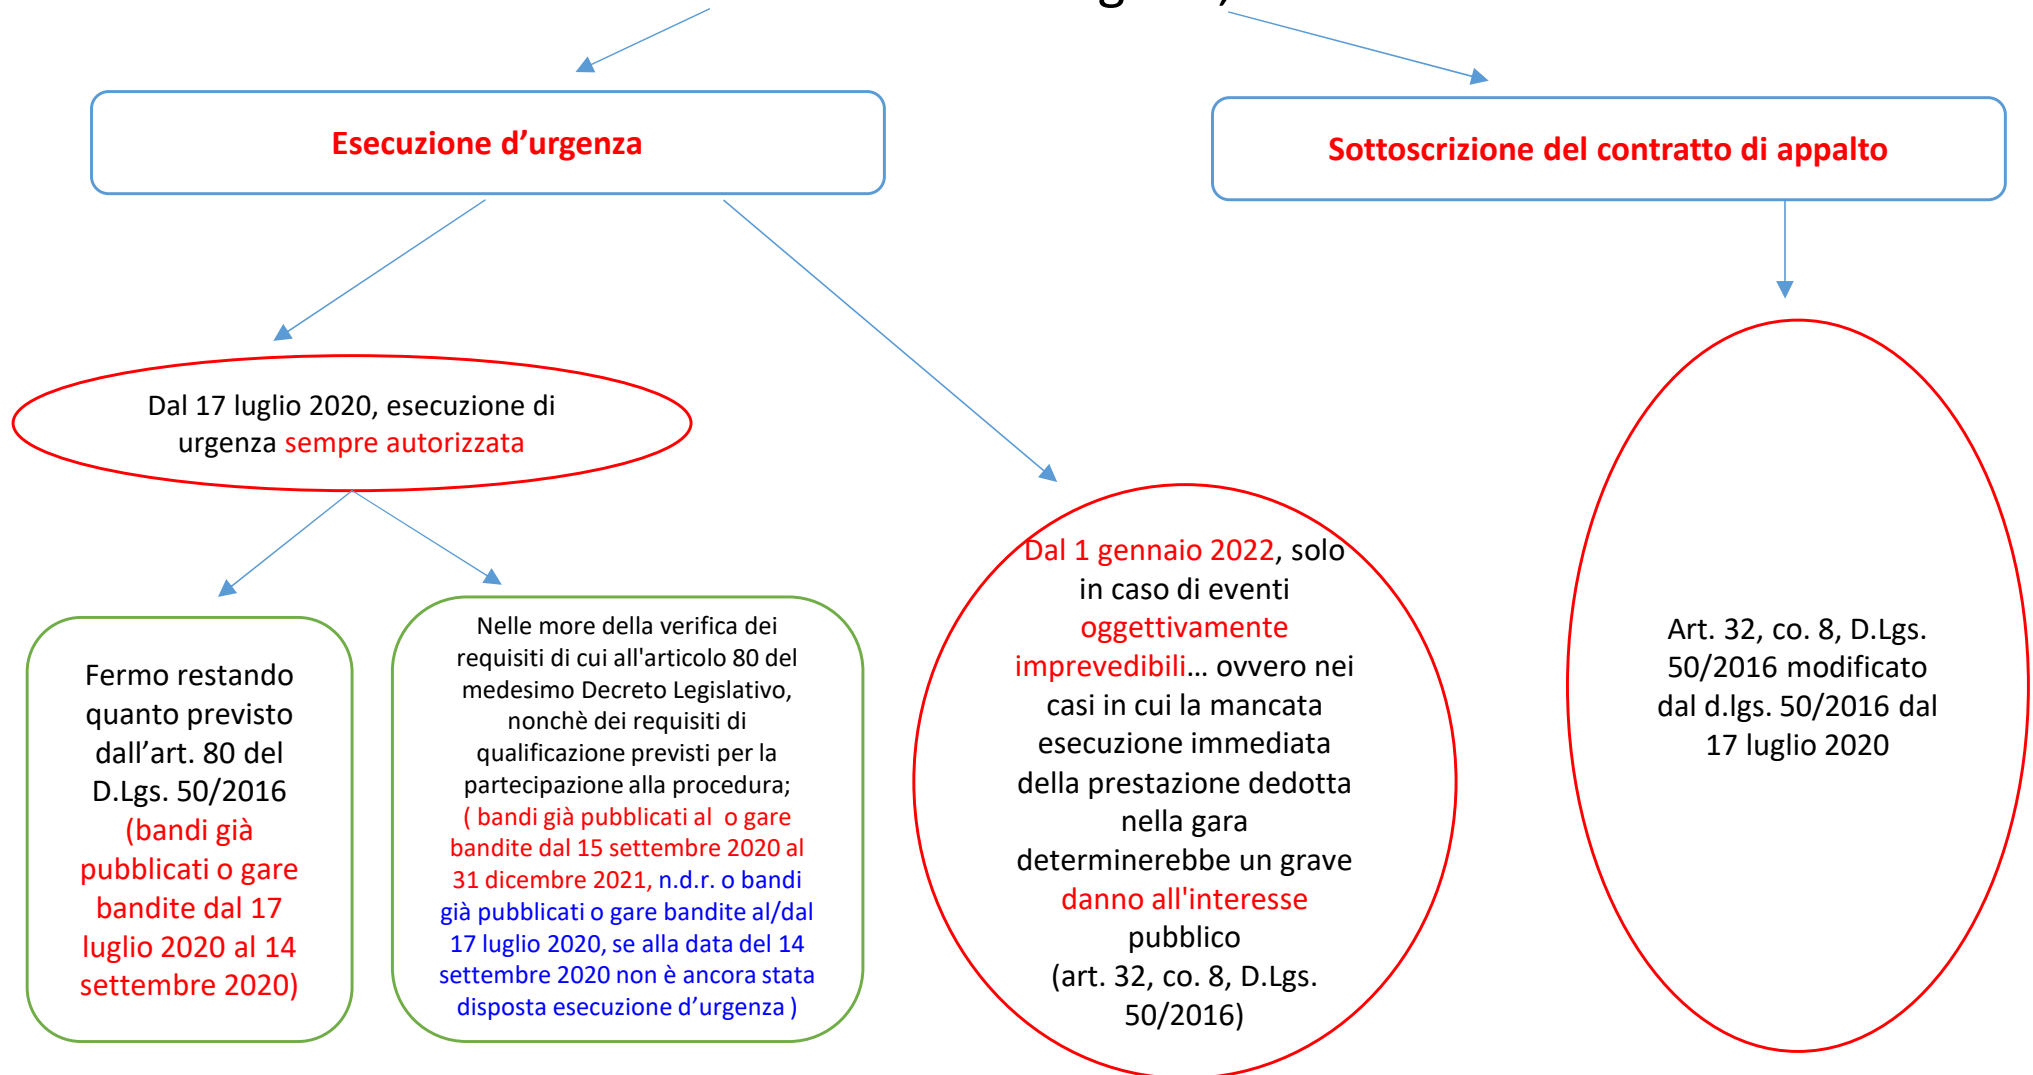 Esecuzione d’urgenza
Sottoscrizione del contratto di appalto
Dal 17 luglio 2020, esecuzione di
urgenza sempre autorizzata
Fermo restando
quanto previsto
dall’art. 80 del
D.Lgs. 50/2016
(bandi già
pubblicati o gare
bandite dal 17
luglio 2020 al 14
settembre 2020)
Nelle more della verifica dei
requisiti di cui all'articolo 80 del
medesimo Decreto Legislativo,
nonchè dei requisiti di
qualificazione previsti per la
partecipazione alla procedura;
( bandi già pubblicati al o gare
bandite dal 15 settembre 2020 al
31 dicembre 2021, n.d.r. o bandi
già pubblicati o gare bandite al/dal
17 luglio 2020, se alla data del 14
settembre 2020 non è ancora stata
disposta esecuzione d’urgenza )
Dal 1 gennaio 2022, solo
in caso di eventi
oggettivamente
imprevedibili… ovvero nei
casi in cui la mancata
esecuzione immediata
della prestazione dedotta
nella gara
determinerebbe un grave
danno all'interesse
pubblico
(art. 32, co. 8, D.Lgs.
50/2016)
Art. 32, co. 8, D.Lgs.
50/2016 modificato
dal d.lgs. 50/2016 dal
17 luglio 2020